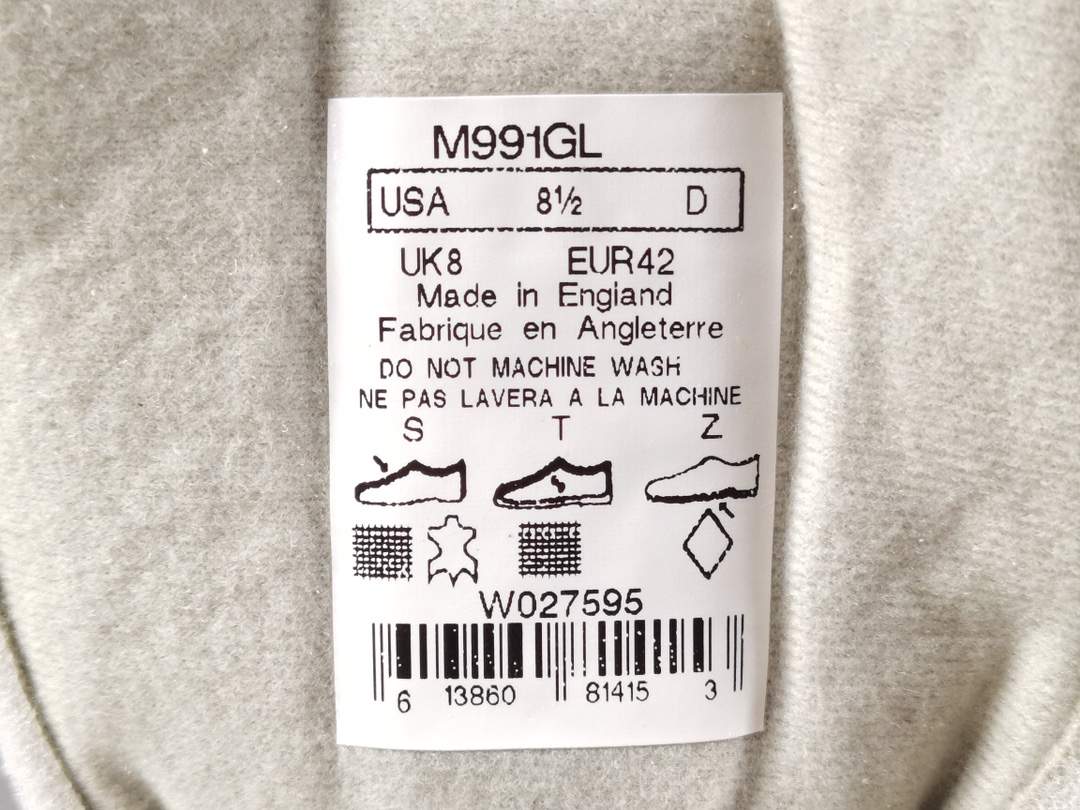 M991GL
USA 8½ D
UK8 EUR42
Made in England
Fabrique en Angleterre
DO NOT MACHINE WASH
NE PAS LAVERA A LA MACHINE
S T Z
W027595
6 13860 81415 3